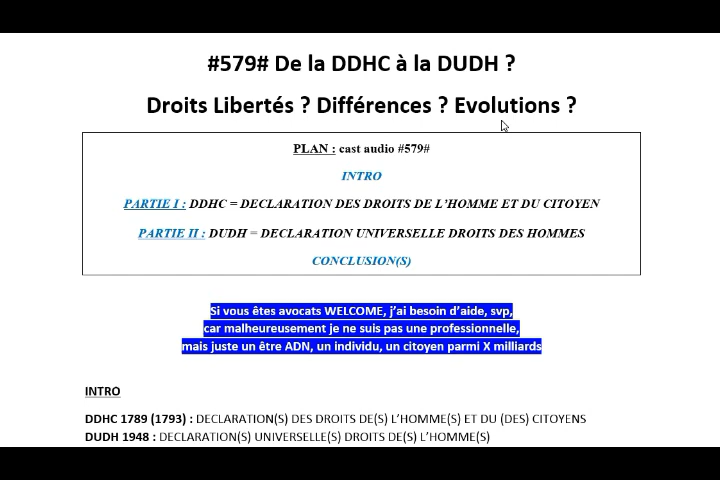 #579# De la DDHC à la DUDH ?
Droits Libertés ? Différences ? Evolutions ?
PLAN : cast audio #579#
INTRO
PARTIE I : DDHC = DECLARATION DES DROITS DE L'HOMME ET DU CITOYEN
PARTIE II : DUDH = DECLARATION UNIVERSELLE DROITS DES HOMMES
CONCLUSION(S)
Si vous êtes avocats WELCOME, j'ai besoin d'aide, svp,
car malheureusement je ne suis pas une professionnelle,
mais juste un être ADN, un individu, un citoyen parmi X milliards
INTRO
DDHC 1789 (1793) : DECLARATION(S) DES DROITS DE(S) L'HOMME(S) ET DU (DES) CITOYENS
DUDH 1948 : DECLARATION(S) UNIVERSELLE(S) DROITS DE(S) L'HOMME(S)